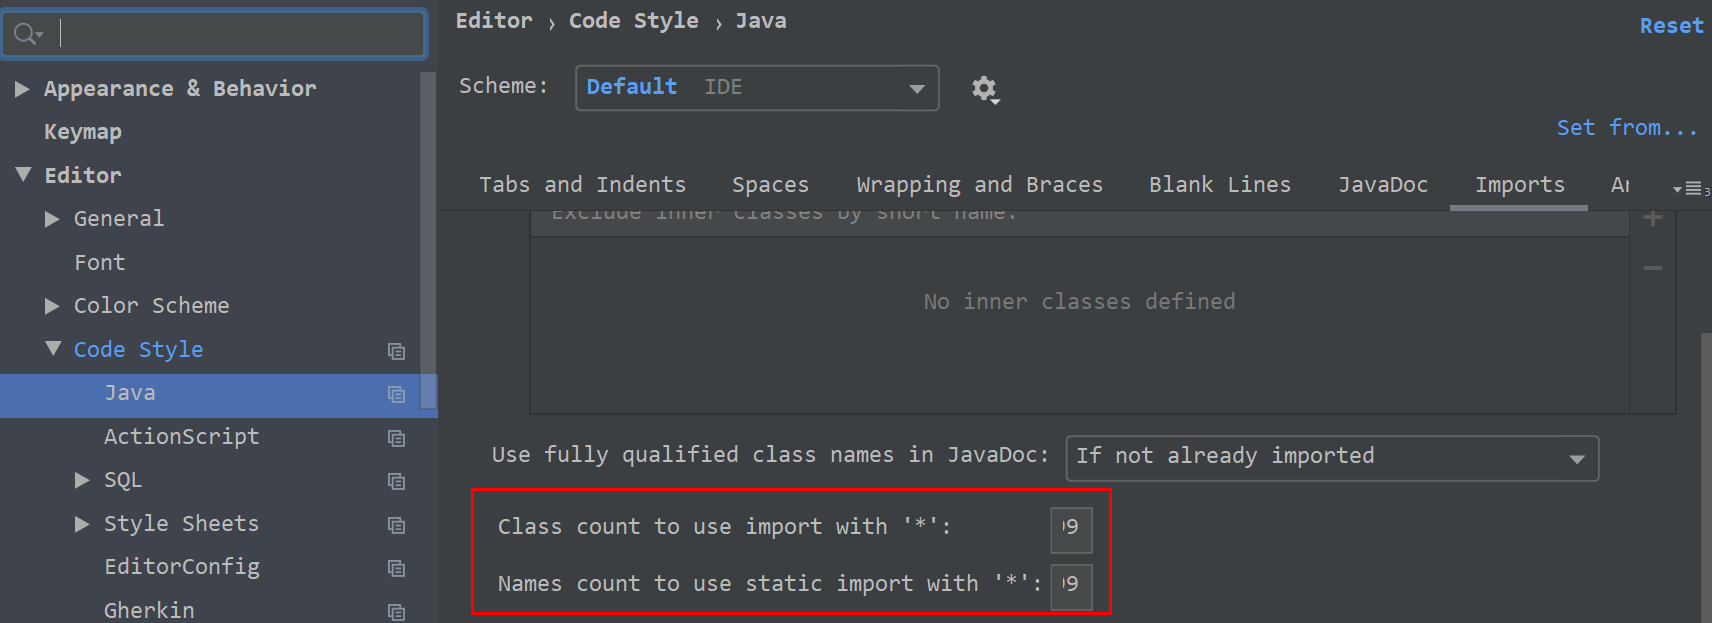 Editor › Code Style › Java
Reset
Appearance & Behavior
Scheme: Default IDE
Keymap
Set from...
Editor
Tabs and Indents Spaces Wrapping and Braces Blank Lines JavaDoc Imports
General
Exclude inner classes by short name:
Font
No inner classes defined
Color Scheme
Code Style
Java
ActionScript
Use fully qualified class names in JavaDoc: If not already imported
SQL
Style Sheets
Class count to use import with '*':
EditorConfig
Names count to use static import with '*':
Gherkin